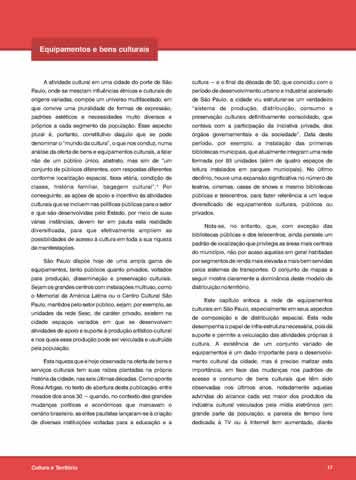 Equipamentos e bens culturais
A atividade cultural em uma cidade do porte de São
Paulo, onde se mesclam influências étnicas e culturais de
origens variadas, compõe um universo multifacetado, em
que convive uma pluralidade de formas de expressão,
padrões estéticos e necessidades muito diversos e
próprios a cada segmento da população. Esse aspecto
plural é, portanto, constitutivo daquilo que se pode
denominar o "mundo da cultura", o que nos conduz, numa
análise da oferta de bens e equipamentos culturais, a falar
não de um público único, abstrato, mas sim de "um
conjunto de públicos diferentes, com respostas diferentes
conforme localização espacial, faixa etária, condição de
classe, história familiar, bagagem cultural". Por
conseguinte, as ações de apoio e incentivo às atividades
culturais que se incluem nas políticas públicas para o setor
e que são desenvolvidas pelo Estado, por meio de suas
várias instâncias, devem ter em pauta esta realidade
diversificada, para que efetivamente ampliem as
possibilidades de acesso à cultura em toda a sua riqueza
de manifestações.
São Paulo dispõe hoje de uma ampla gama de
equipamentos, tanto públicos quanto privados, voltados
para produção, disseminação e preservação culturais.
Sejam os grandes centros com instalações multiuso, como
o Memorial da América Latina ou o Centro Cultural São
Paulo, mantidos pelo setor público, sejam, por exemplo, as
unidades da rede Sesc, de caráter privado, existem na
cidade espaços variados em que se desenvolvem
atividades de apoio e suporte à produção artístico-cultural
e nos quais essa produção pode ser veiculada e usufruída
pela população.
Esta riqueza que é hoje observada na oferta de bens e
serviços culturais tem suas raízes plantadas na própria
história da cidade, nas seis últimas décadas. Como aponta
Rosa Artigas, no texto de abertura desta publicação, entre
meados dos anos 30 – quando, no contexto das grandes
mudanças políticas e econômicas que marcavam o
cenário brasileiro, as elites paulistas lançaram-se à criação
de diversas instituições voltadas para a educação e a
cultura – e o final da década de 50, que coincidiu com o
período de desenvolvimento urbano e industrial acelerado
de São Paulo, a cidade viu estruturar-se um verdadeiro
"sistema de produção, distribuição, consumo e
preservação culturais definitivamente consolidado, que
contava com a participação da iniciativa privada, dos
órgãos governamentais e da sociedade". Data deste
período, por exemplo, a instalação das primeiras
bibliotecas municipais, que atualmente integram uma rede
formada por 93 unidades (além de quatro espaços de
leitura instalados em parques municipais). No último
decênio, houve uma expansão significativa no número de
teatros, cinemas, casas de shows e mesmo bibliotecas
públicas e telecentros, para fazer referência a um leque
diversificado de equipamentos culturais, públicos ou
privados.
Nota-se, no entanto, que, com exceção das
bibliotecas públicas e dos telecentros, ainda persiste um
padrão de localização que privilegia as áreas mais centrais
do município, não por acaso aquelas em geral habitadas
por segmentos de renda mais elevada e mais bem servidas
pelos sistemas de transportes. O conjunto de mapas a
seguir mostra claramente a dominância deste modelo de
distribuição no território.
Este capítulo enfoca a rede de equipamentos
culturais em São Paulo, especialmente em seus aspectos
de composição e de distribuição espacial. Esta rede
desempenha o papel de infra-estrutura necessária, pois dá
suporte e permite a veiculação das atividades próprias à
cultura. A existência de um conjunto variado de
equipamentos é um dado importante para o desenvolvi-
mento cultural da cidade, mas é preciso matizar esta
importância, em face das mudanças nos padrões de
acesso e consumo de bens culturais que têm sido
observadas nos últimos anos, notadamente aquelas
advindas do alcance cada vez maior dos produtos da
indústria cultural veiculados pela mídia eletrônica (em
grande parte da população, a parcela de tempo livre
dedicada à TV ou à Internet tem aumentado, diante
Cultura e Território
17